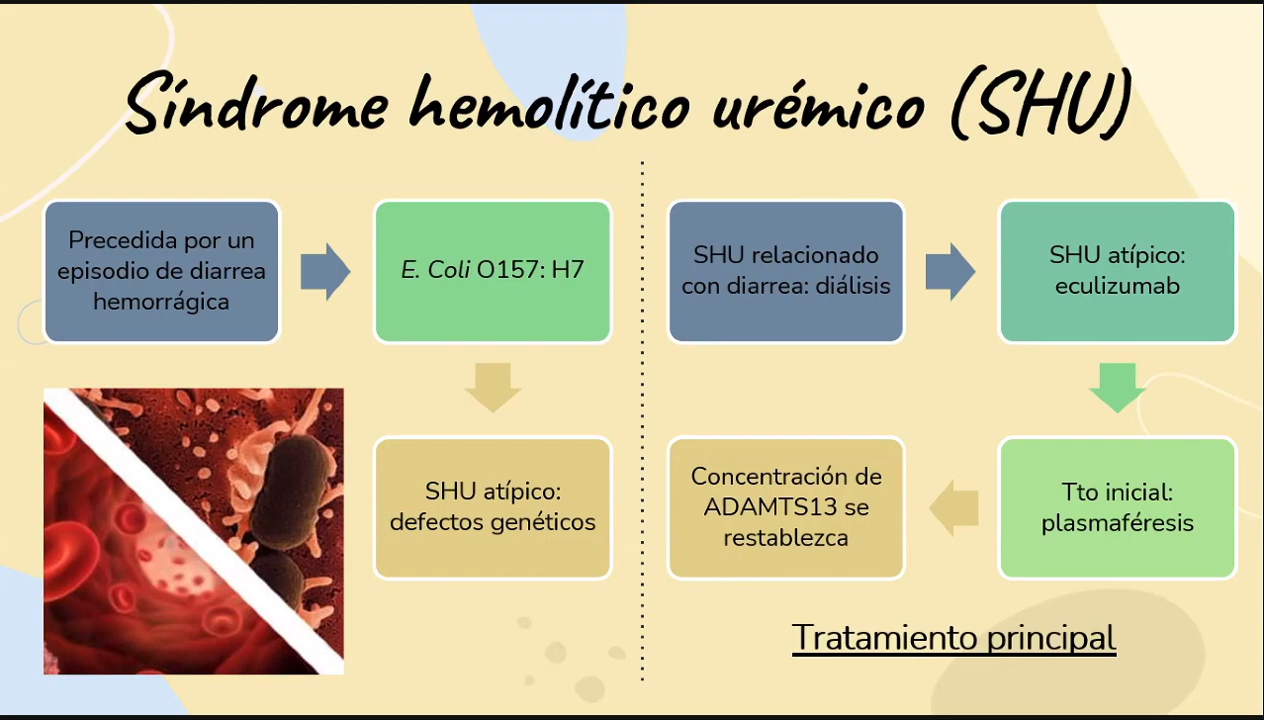 Síndrome hemolítico urémico (SHU)
Precedida por un
episodio de diarrea
hemorrágica
E. Coli O157: H7
SHU atípico:
defectos genéticos
SHU relacionado
con diarrea: diálisis
SHU atípico:
eculizumab
Tto inicial:
plasmaféresis
Concentración de
ADAMTS13 se
restablezca
Tratamiento principal